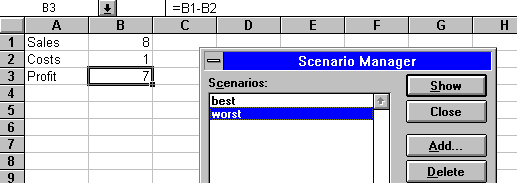 B3 =B1-B2
A B C D E F G H
1 Sales 8
2 Costs 1
3 Profit 7
4
5
6
7
8
9
Scenario Manager
Scenarios:
best
worst
Show
Close
Add...
Delete